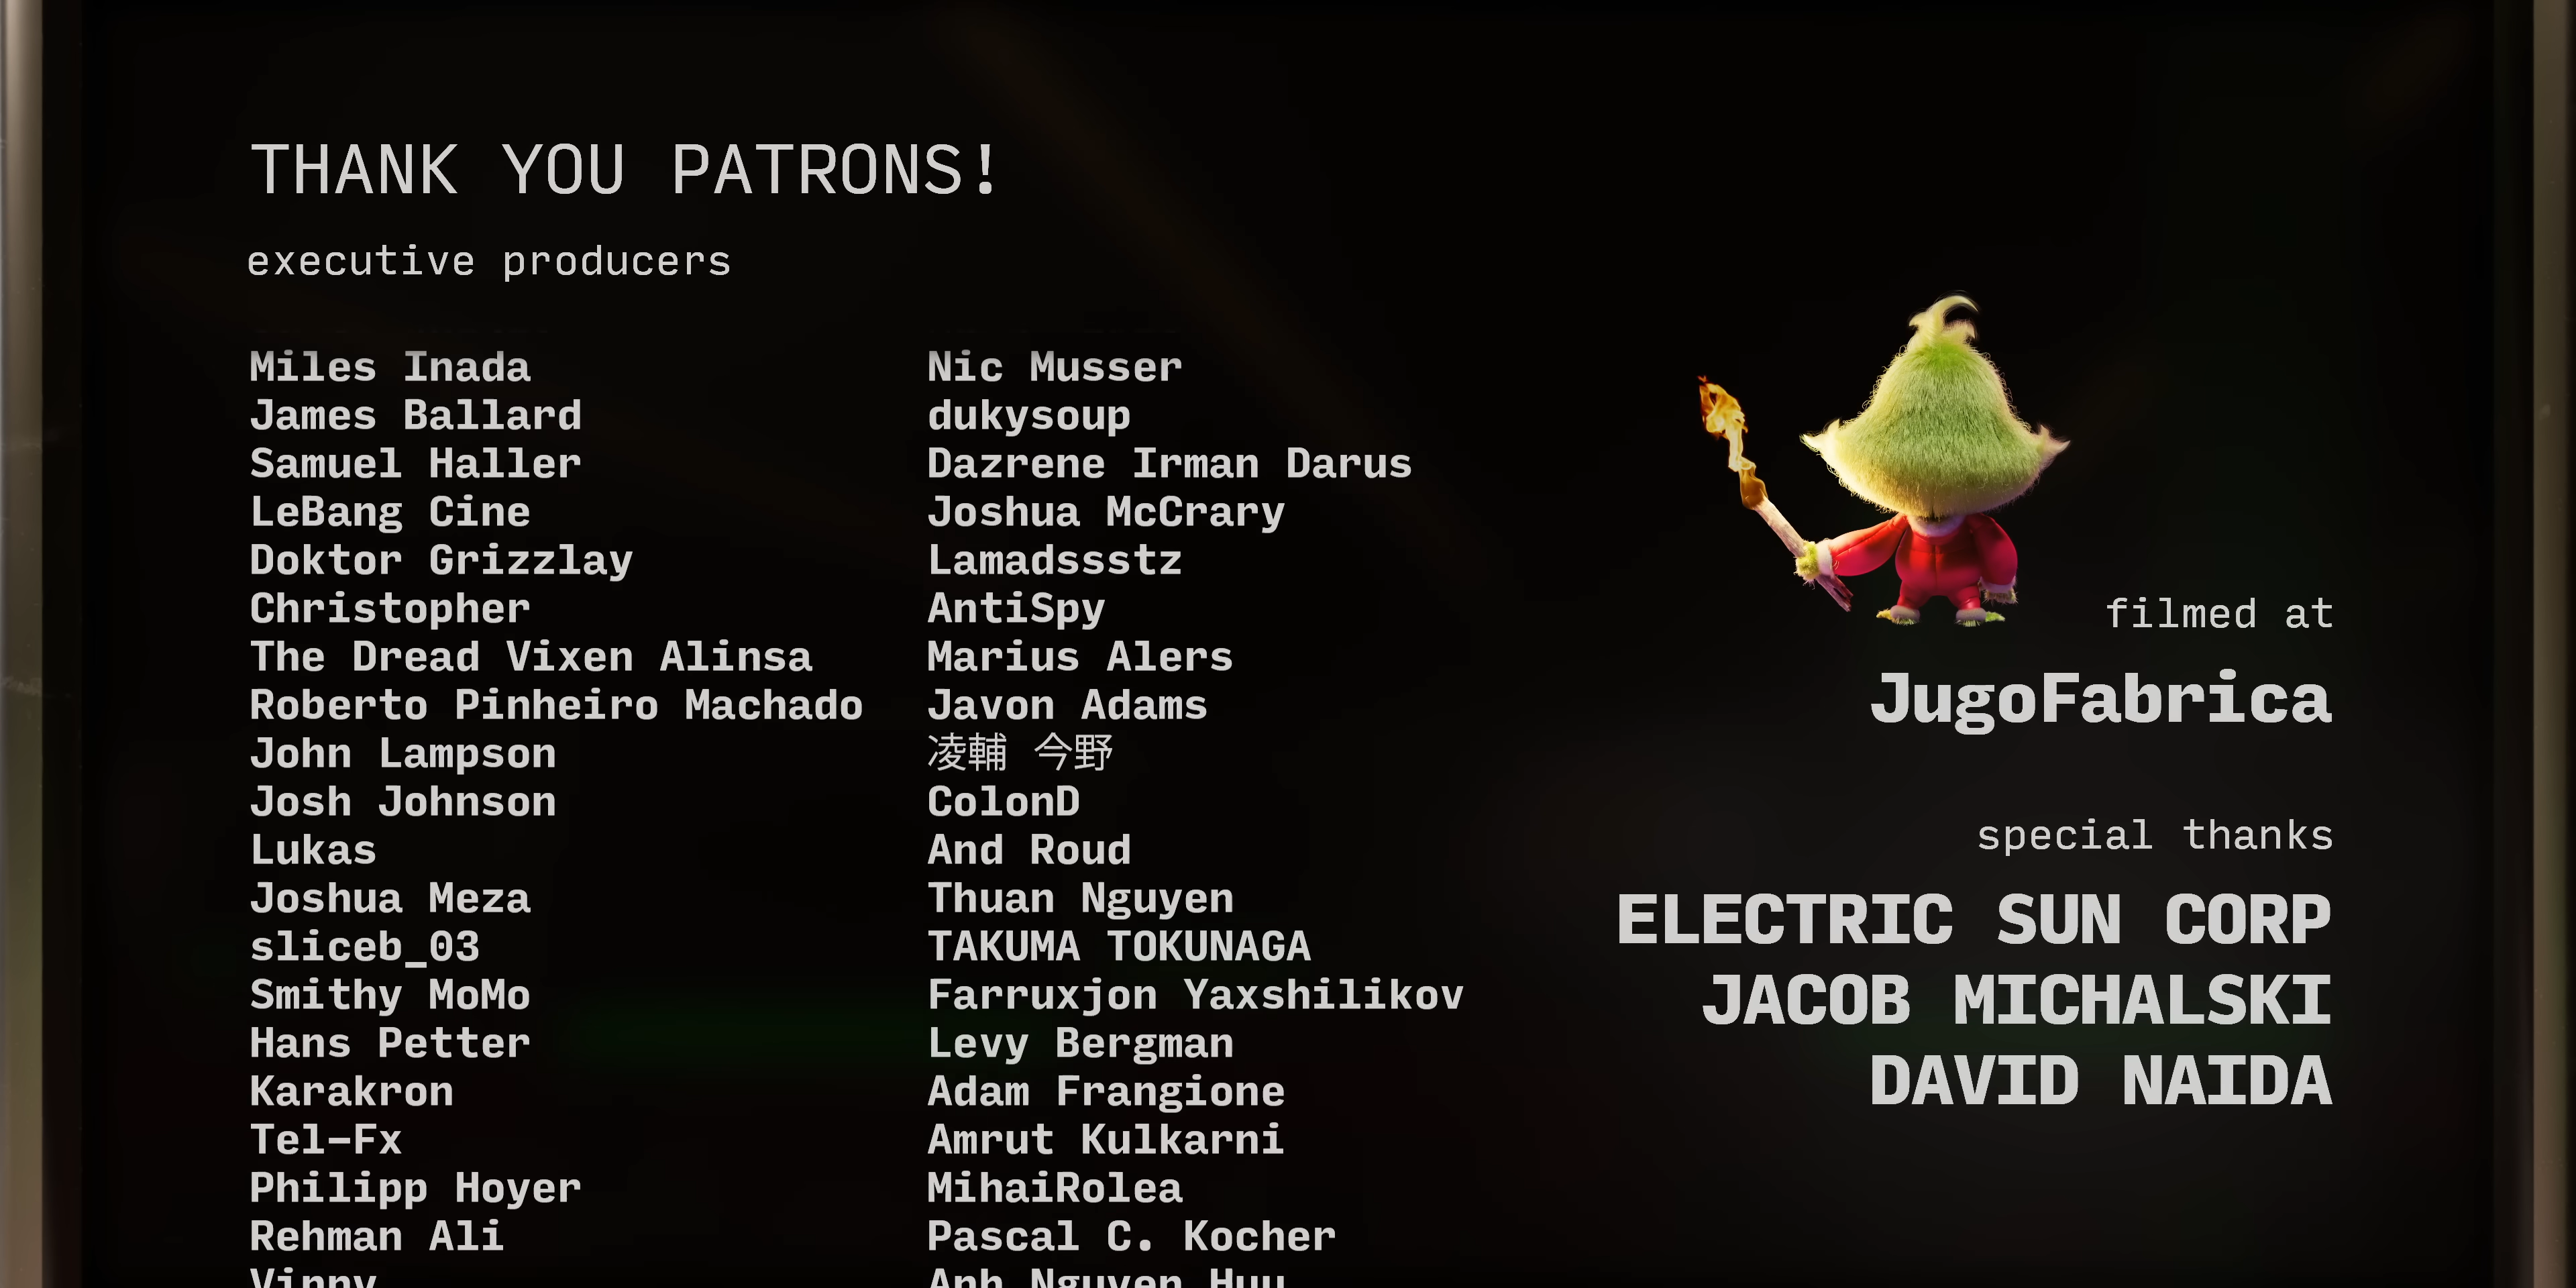 THANK YOU PATRONS!
executive producers
Miles Inada
James Ballard
Samuel Haller
LeBang Cine
Doktor Grizzlay
Christopher
The Dread Vixen Alinsa
Roberto Pinheiro Machado
John Lampson
Josh Johnson
Lukas
Joshua Meza
sliceb_03
Smithy MoMo
Hans Petter
Karakron
Tel-Fx
Philipp Hoyer
Rehman Ali
Vinny
Nic Musser
dukysoup
Dazrene Irman Darus
Joshua McCrary
Lamadssstz
AntiSpy
Marius Alers
Javon Adams
凌輔 今野
ColonD
And Roud
Thuan Nguyen
TAKUMA TOKUNAGA
Farruxjon Yaxshilikov
Levy Bergman
Adam Frangione
Amrut Kulkarni
MihaiRolea
Pascal C. Kocher
Anh Nguyen Huu
filmed at
JugoFabrica
special thanks
ELECTRIC SUN CORP
JACOB MICHALSKI
DAVID NAIDA